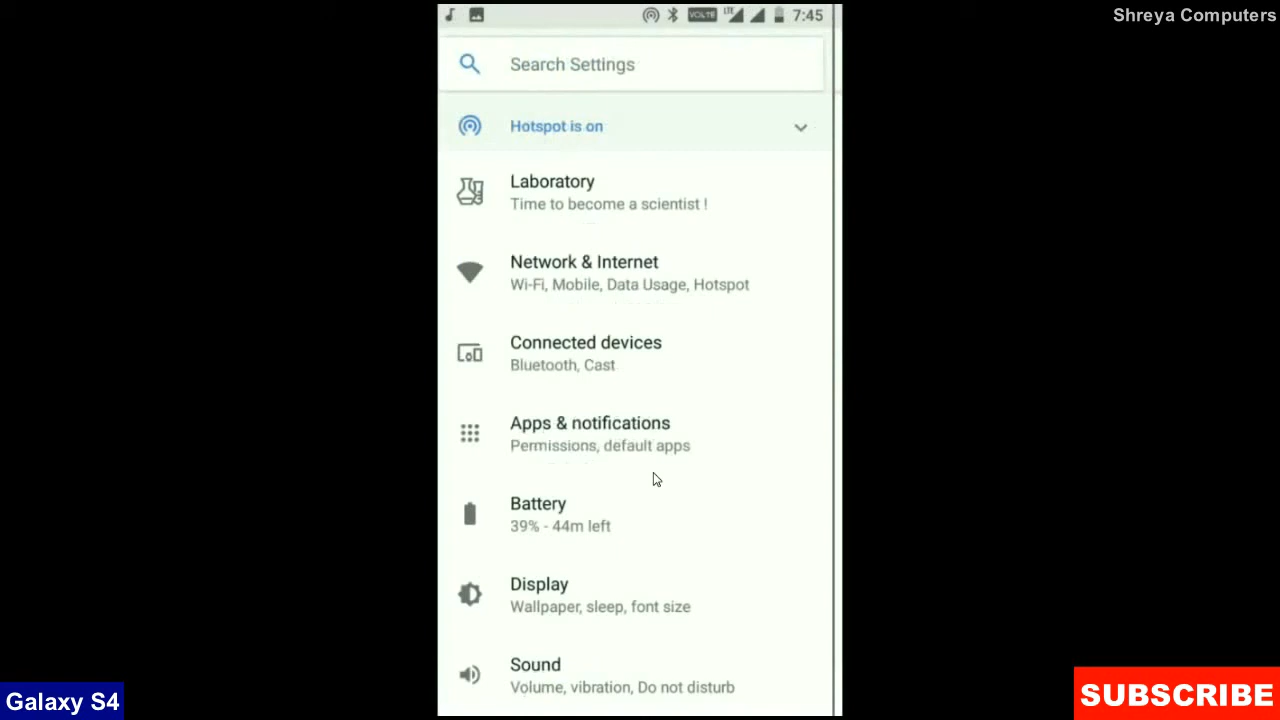 VOLTE LTE 7:45
Shreya Computers
Search Settings
Hotspot is on
Laboratory
Time to become a scientist !
Network & Internet
Wi-Fi, Mobile, Data Usage, Hotspot
Connected devices
Bluetooth, Cast
Apps & notifications
Permissions, default apps
Battery
39% - 44m left
Display
Wallpaper, sleep, font size
Sound
Volume, vibration, Do not disturb
Galaxy S4
SUBSCRIBE